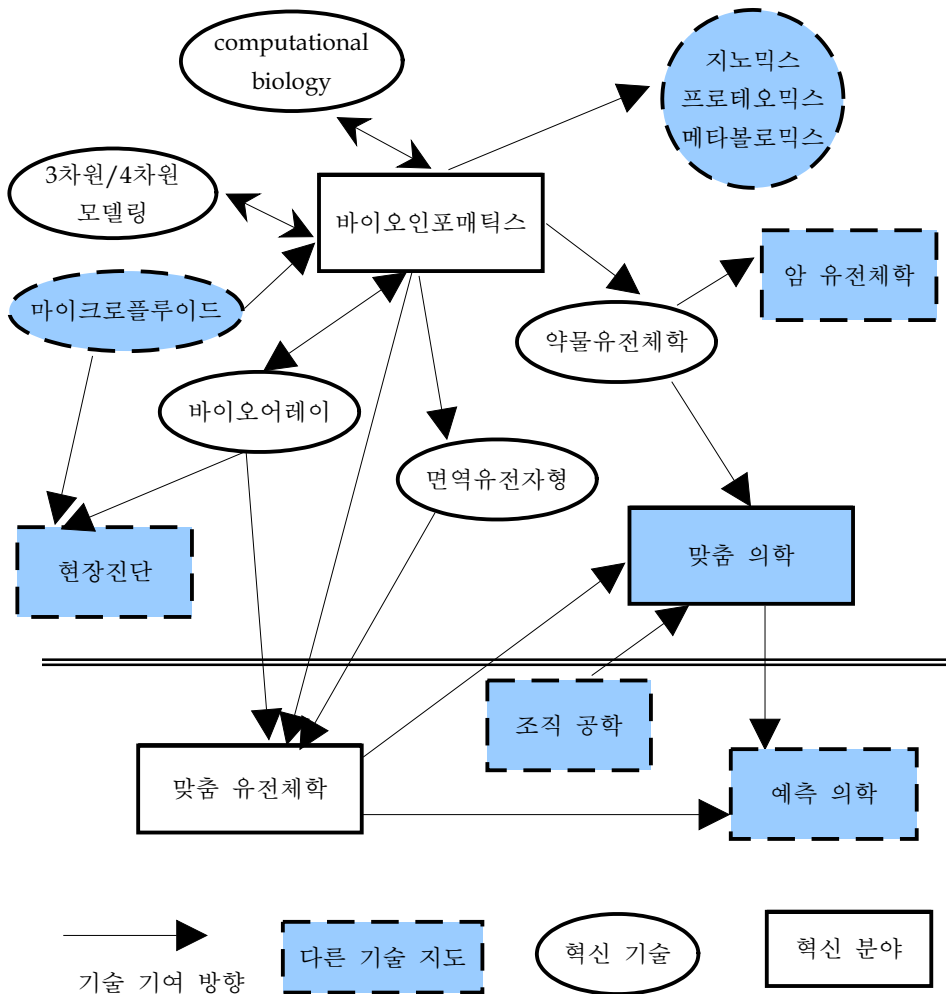 computational
biology
지노믹스
프로테오믹스
메타볼로믹스
3차원/4차원
모델링
바이오인포매틱스
암 유전체학
마이크로플루이드
약물유전체학
바이오어레이
면역유전자형
현장진단
맞춤 의학
조직 공학
맞춤 유전체학
예측 의학
기술 기여 방향
다른 기술 지도
혁신 기술
혁신 분야